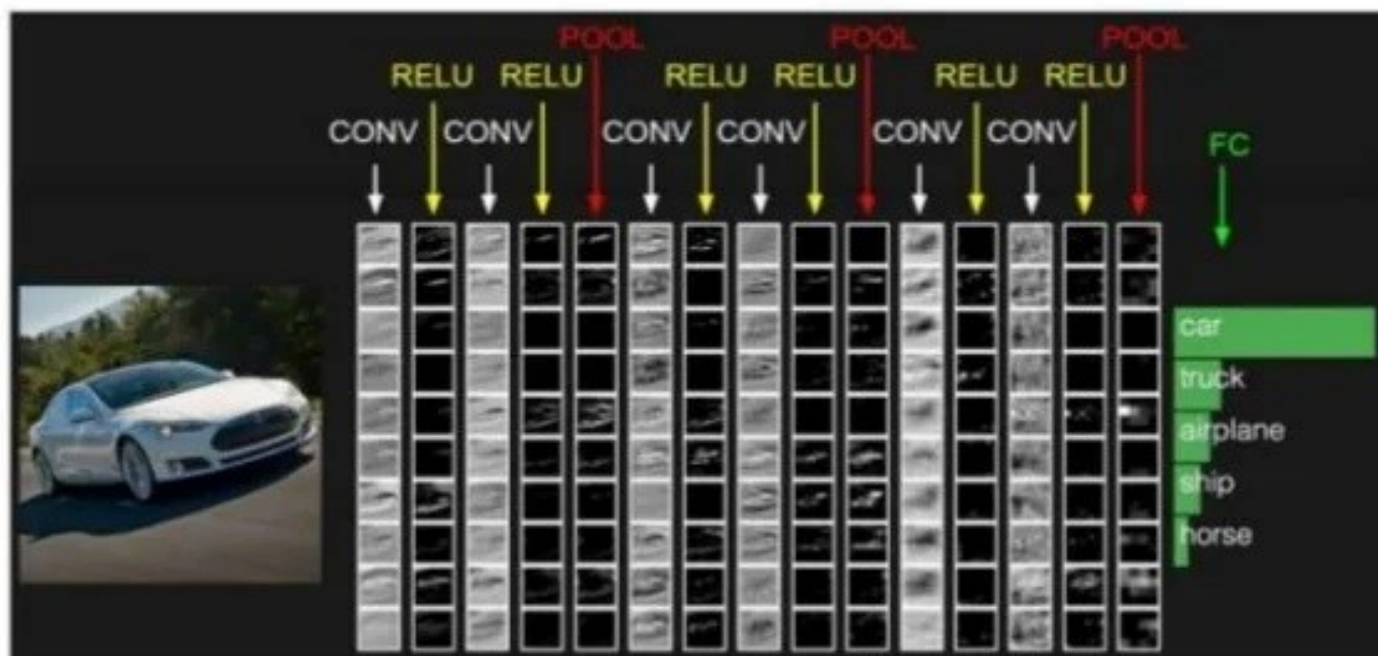 POOL POOL POOL
RELU RELU RELU RELU RELU RELU
CONV CONV CONV CONV CONV CONV
FC
car
truck
airplane
ship
horse